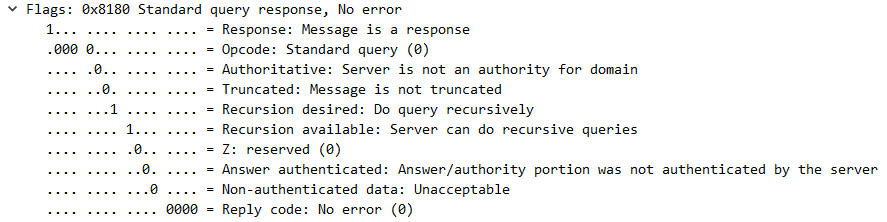 Flags: 0x8180 Standard query response, No error
1... .... .... .... = Response: Message is a response
.000 0... .... .... = Opcode: Standard query (0)
.... .0.. .... .... = Authoritative: Server is not an authority for domain
.... ..0. .... .... = Truncated: Message is not truncated
.... ...1 .... .... = Recursion desired: Do query recursively
.... .... 1... .... = Recursion available: Server can do recursive queries
.... .... .0.. .... = Z: reserved (0)
.... .... ..0. .... = Answer authenticated: Answer/authority portion was not authenticated by the server
.... .... ...0 .... = Non-authenticated data: Unacceptable
.... .... .... 0000 = Reply code: No error (0)